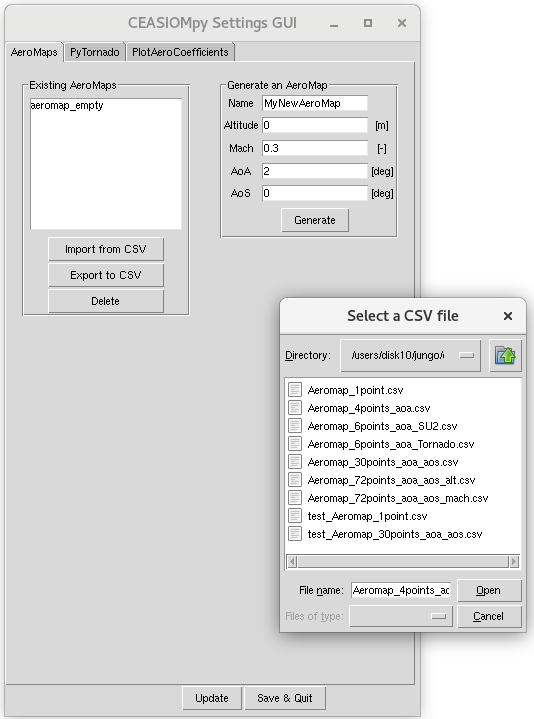 CEASIOMpy Settings GUI
AeroMaps PyTornado PlotAeroCoefficients
Existing AeroMaps
aeromap_empty
Import from CSV
Export to CSV
Delete
Generate an AeroMap
Name MyNewAeroMap
Altitude 0 [m]
Mach 0.3 [-]
AoA 2 [deg]
AoS 0 [deg]
Generate
Select a CSV file
Directory: /users/disk10/jungo/
Aeromap_1point.csv
Aeromap_4points_aoa.csv
Aeromap_6points_aoa_SU2.csv
Aeromap_6points_aoa_Tornado.csv
Aeromap_30points_aoa_aos.csv
Aeromap_72points_aoa_aos_alt.csv
Aeromap_72points_aoa_aos_mach.csv
test_Aeromap_1point.csv
test_Aeromap_30points_aoa_aos.csv
File name: Aeromap_4points_ao Open
Files of type: Cancel
Update Save & Quit